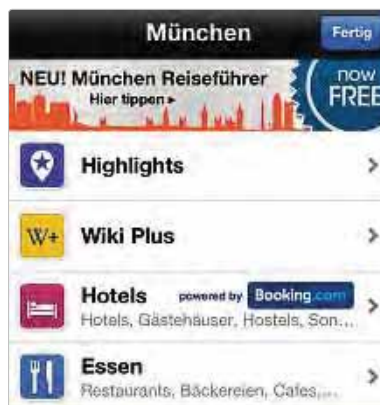 München Fertig
NEU! München Reiseführer
Hier tippen ▸
now
FREE
Highlights
W+ Wiki Plus
Hotels powered by Booking.com
Hotels, Gästehäuser, Hostels, Son...
Essen
Restaurants, Bäckereien, Cafes,...